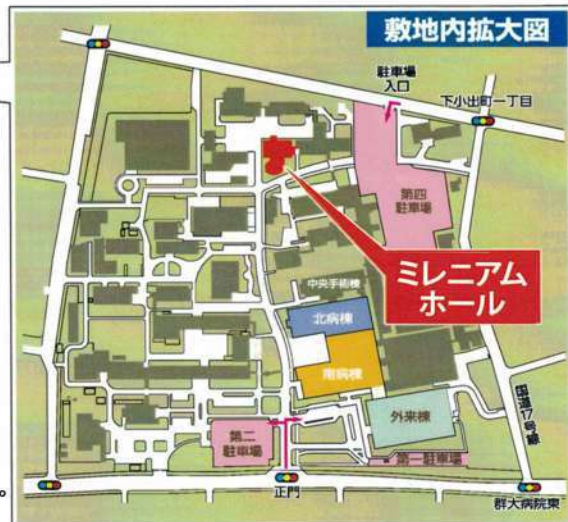 敷地内拡大図
駐車場
入口
下小出町一丁目
第四
駐車場
ミレニアム
ホール
中央手術棟
北病棟
南病棟
外来棟
国道17号線
第二
駐車場
第一駐車場
正門
群大病院東
。